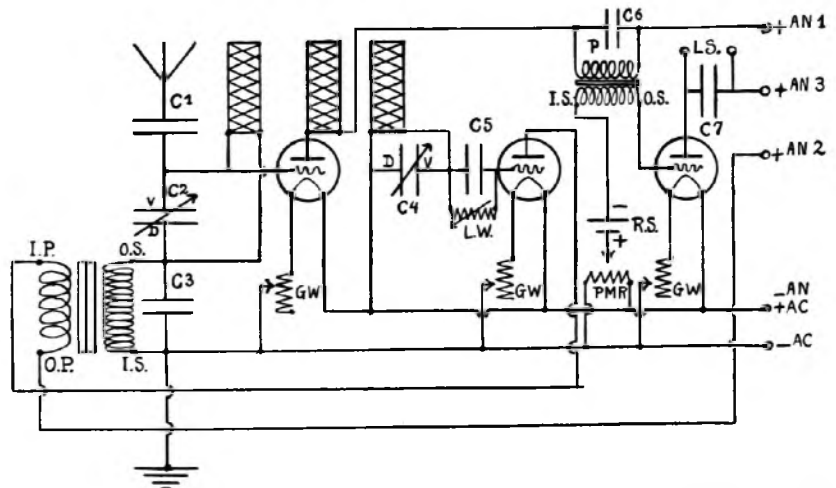 C6
+ AN 1
P
L.S.
C1
I.S.
O.S.
+ AN 3
C5
C7
D
V
+ AN 2
C2
C4
V
D
L.W.
−
R.S.
+
I.P.
O.S.
C3
GW
GW
PMR
GW
− AN
+ AC
O.P.
I.S.
− AC